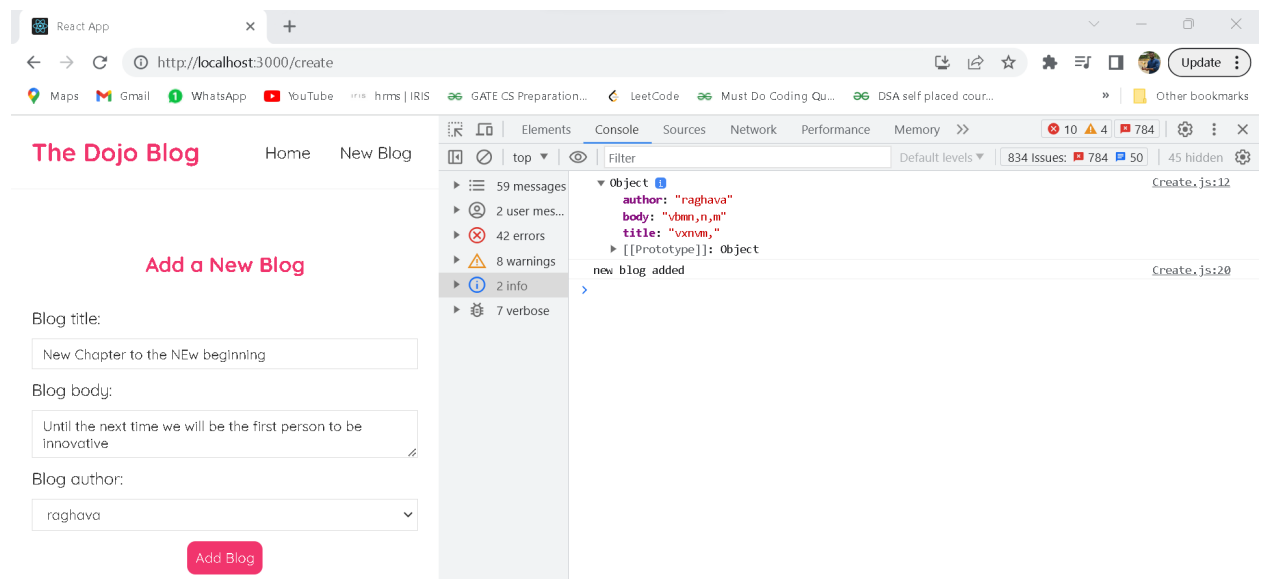 React App
http://localhost:3000/create
Update
Maps Gmail WhatsApp YouTube hrms | IRIS GATE CS Preparation... LeetCode Must Do Coding Qu... DSA self placed cour... » Other bookmarks
The Dojo Blog Home New Blog
Elements Console Sources Network Performance Memory 10 4 784
top Filter Default levels 834 Issues: 784 50 45 hidden
59 messages
2 user mes...
42 errors
8 warnings
2 info
7 verbose
Object Create.js:12
author: "raghava"
body: "vbmn,n,m"
title: "vxnvm,"
[[Prototype]]: Object
new blog added Create.js:20
Add a New Blog
Blog title:
New Chapter to the NEw beginning
Blog body:
Until the next time we will be the first person to be
innovative
Blog author:
raghava
Add Blog